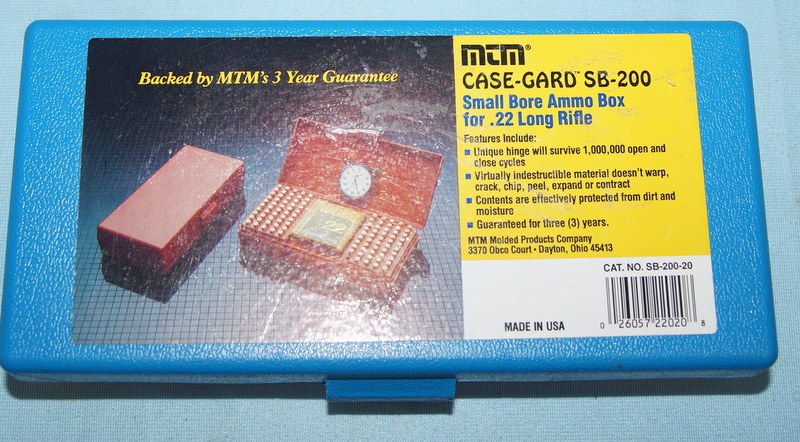 Backed by MTM's 3 Year Guarantee
mtm®
CASE-GARD™ SB-200
Small Bore Ammo Box
for .22 Long Rifle
Features Include:
■ Unique hinge will survive 1,000,000 open and
close cycles
■ Virtually indestructible material doesn't warp,
crack, chip, peel, expand or contract
■ Contents are effectively protected from dirt and
moisture
■ Guaranteed for three (3) years.
MTM Molded Products Company
3370 Obco Court • Dayton, Ohio 45413
CAT. NO. SB-200-20
MADE IN USA
0 26057 22020 8
.22